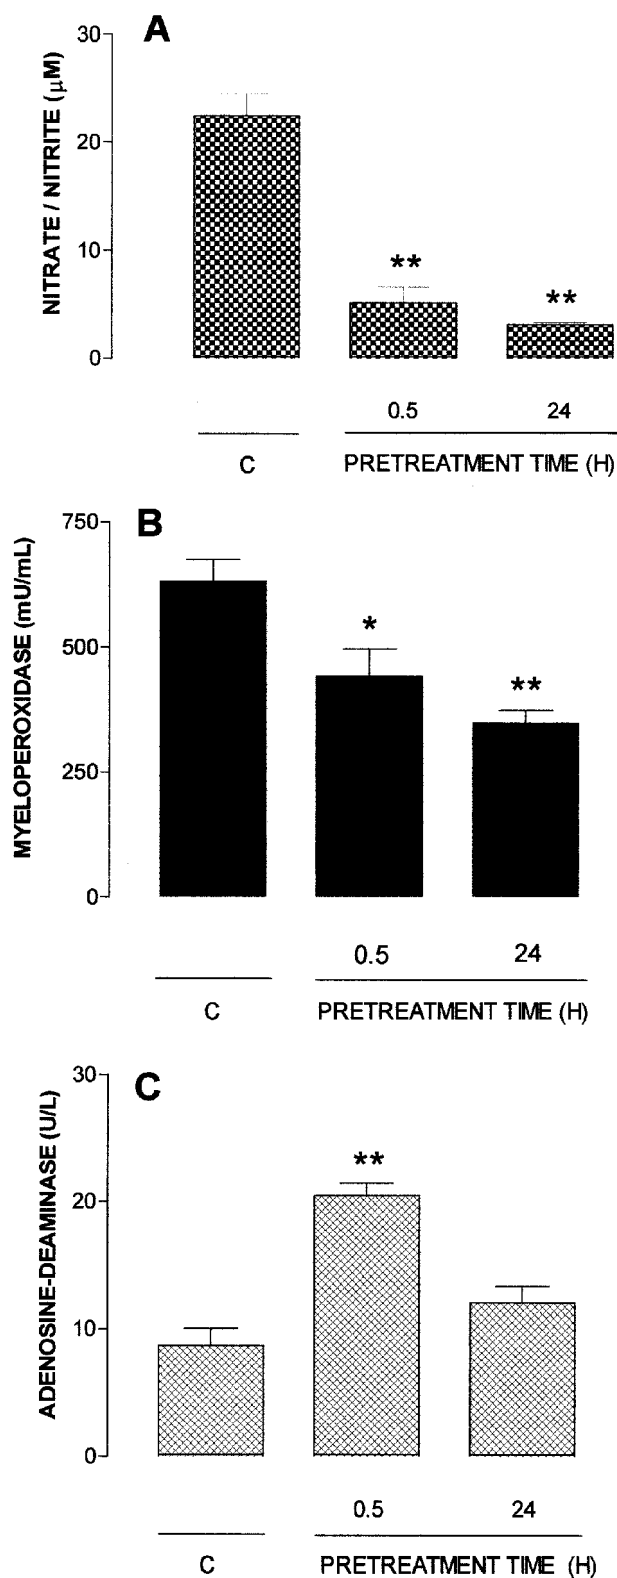 A
NITRATE / NITRITE (μM)
30
20
10
0
**
**
0.5 24
C PRETREATMENT TIME (H)
B
MYELOPEROXIDASE (mU/mL)
750
500
250
0
*
**
0.5 24
C PRETREATMENT TIME (H)
C
ADENOSINE-DEAMINASE (U/L)
30
20
10
0
**
0.5 24
C PRETREATMENT TIME (H)